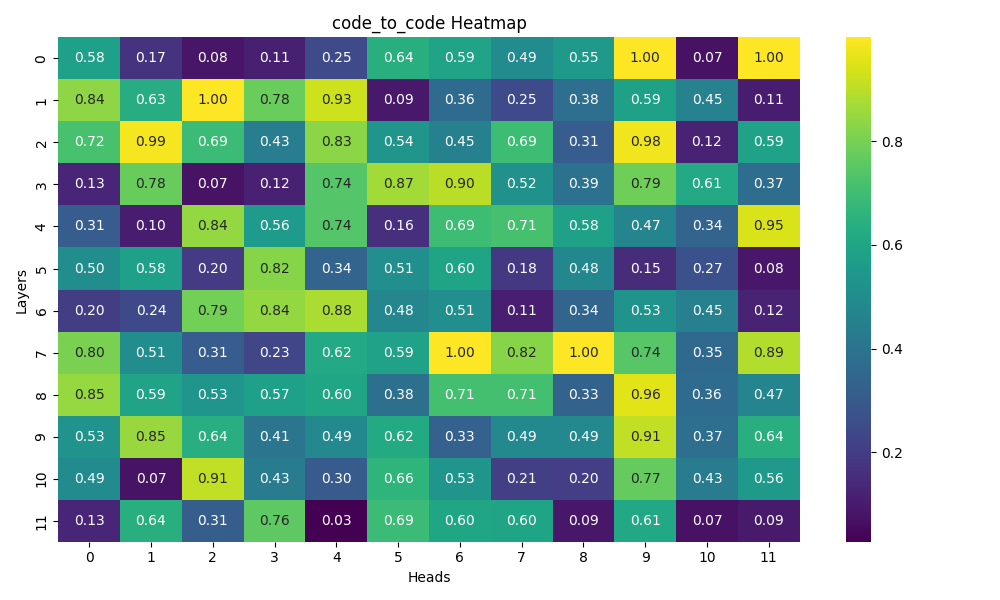 code_to_code Heatmap
0 0.58 0.17 0.08 0.11 0.25 0.64 0.59 0.49 0.55 1.00 0.07 1.00
1 0.84 0.63 1.00 0.78 0.93 0.09 0.36 0.25 0.38 0.59 0.45 0.11
2 0.72 0.99 0.69 0.43 0.83 0.54 0.45 0.69 0.31 0.98 0.12 0.59
3 0.13 0.78 0.07 0.12 0.74 0.87 0.90 0.52 0.39 0.79 0.61 0.37
4 0.31 0.10 0.84 0.56 0.74 0.16 0.69 0.71 0.58 0.47 0.34 0.95
5 0.50 0.58 0.20 0.82 0.34 0.51 0.60 0.18 0.48 0.15 0.27 0.08
6 0.20 0.24 0.79 0.84 0.88 0.48 0.51 0.11 0.34 0.53 0.45 0.12
7 0.80 0.51 0.31 0.23 0.62 0.59 1.00 0.82 1.00 0.74 0.35 0.89
8 0.85 0.59 0.53 0.57 0.60 0.38 0.71 0.71 0.33 0.96 0.36 0.47
9 0.53 0.85 0.64 0.41 0.49 0.62 0.33 0.49 0.49 0.91 0.37 0.64
10 0.49 0.07 0.91 0.43 0.30 0.66 0.53 0.21 0.20 0.77 0.43 0.56
11 0.13 0.64 0.31 0.76 0.03 0.69 0.60 0.60 0.09 0.61 0.07 0.09
0 1 2 3 4 5 6 7 8 9 10 11
Heads
Layers
0.8
0.6
0.4
0.2